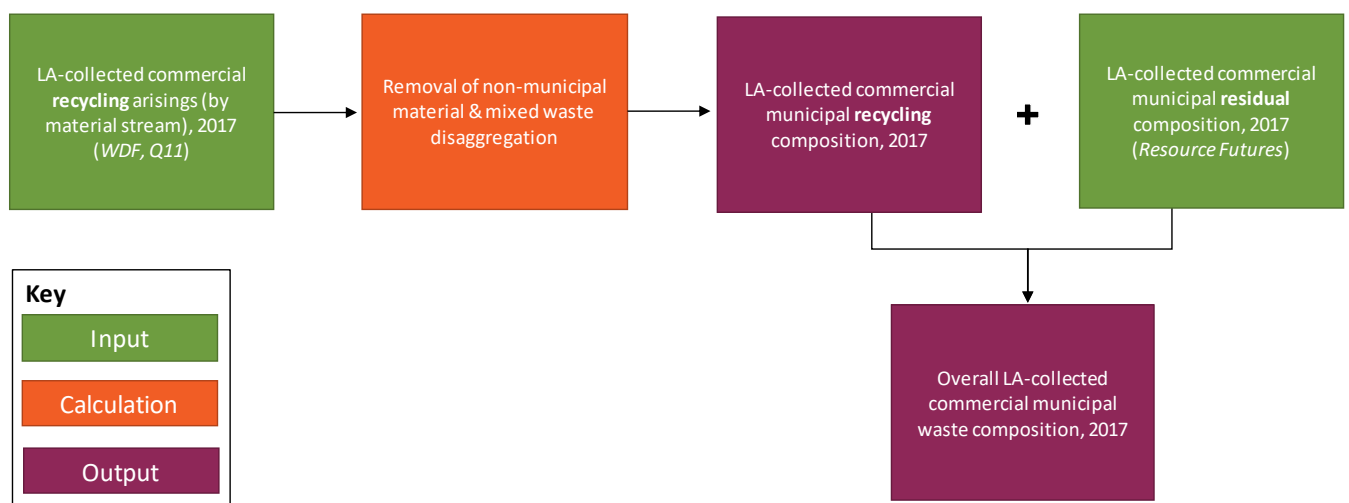 LA-collected commercial
recycling arisings (by
material stream), 2017
(WDF, Q11)
Removal of non-municipal
material & mixed waste
disaggregation
LA-collected commercial
municipal recycling
composition, 2017
+
LA-collected commercial
municipal residual
composition, 2017
(Resource Futures)
Overall LA-collected
commercial municipal
waste composition, 2017
Key
Input
Calculation
Output